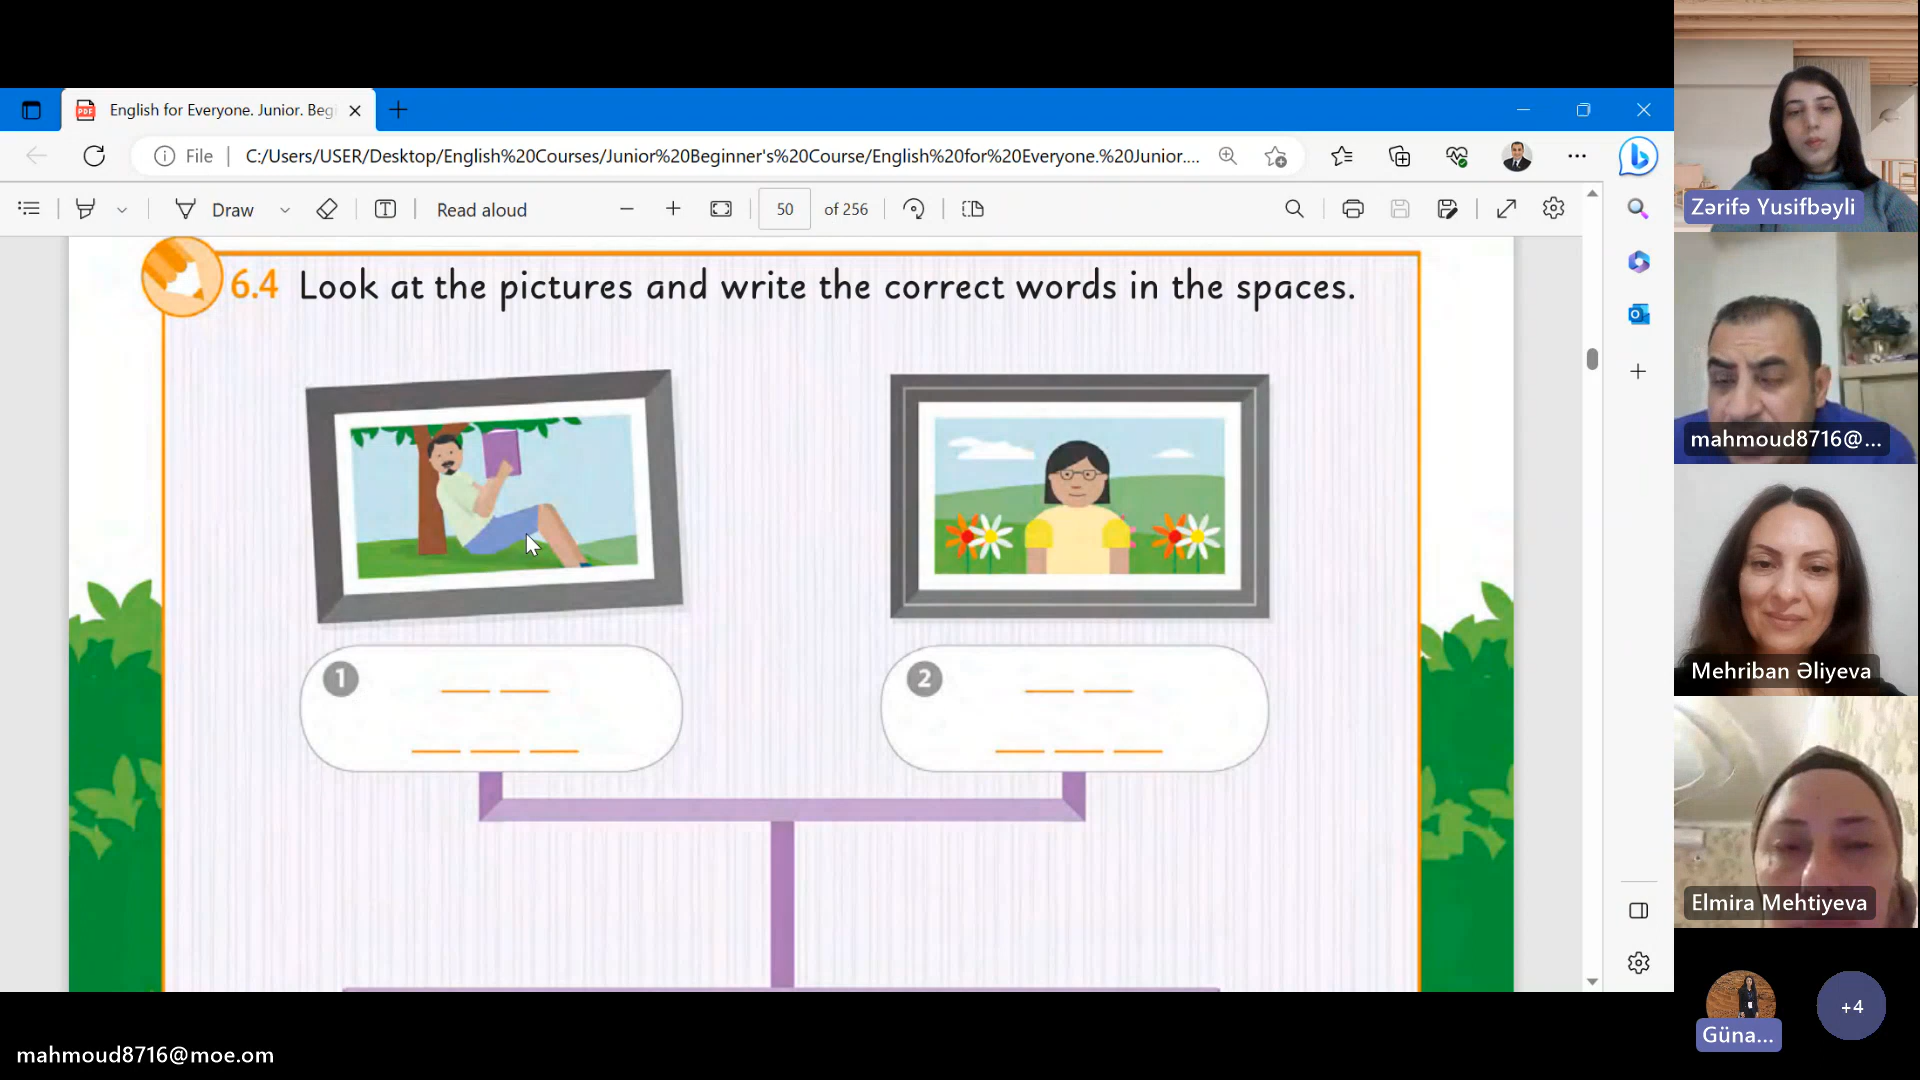 English for Everyone. Junior. Beg
File
C:/Users/USER/Desktop/English%20Courses/Junior%20Beginner's%20Course/English%20for%20Everyone.%20Junior....
Draw
Read aloud
50
of 256
6.4 Look at the pictures and write the correct words in the spaces.
1
2
Zərifə Yusifbəyli
mahmoud8716@...
Mehriban Əliyeva
Elmira Mehtiyeva
Güna...
+4
mahmoud8716@moe.om